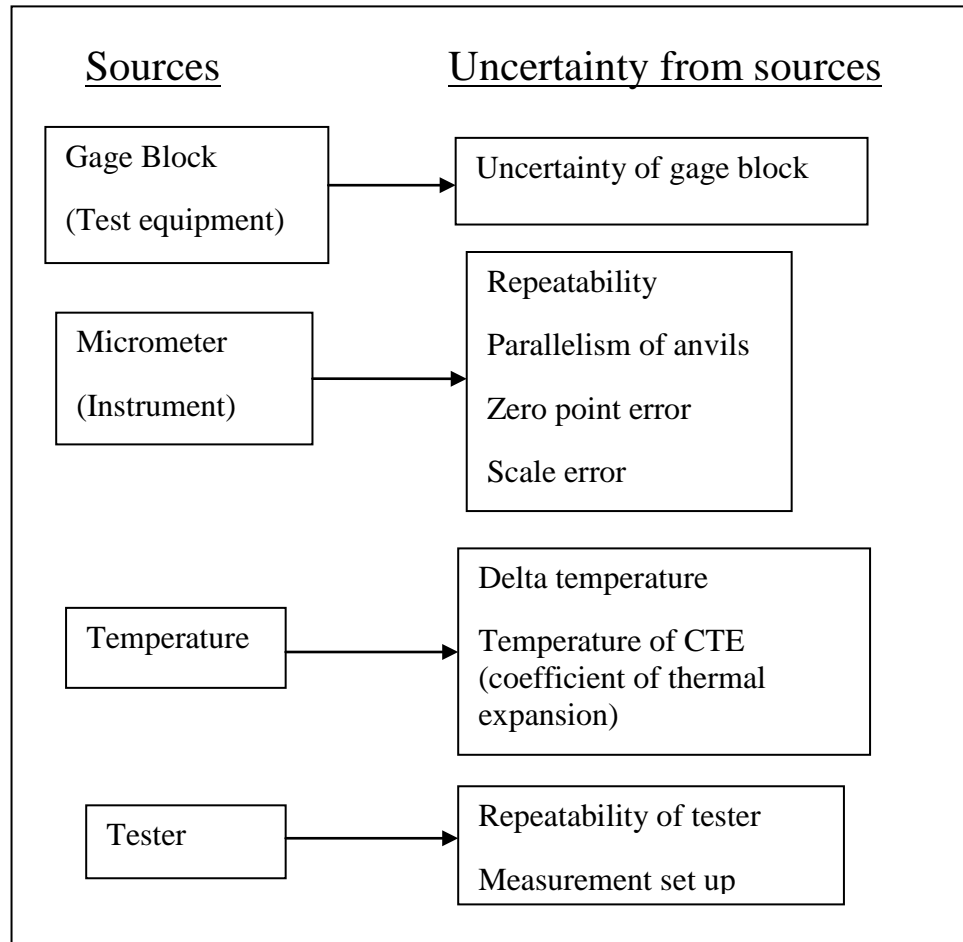 Sources
Uncertainty from sources
Gage Block
(Test equipment)
Uncertainty of gage block
Micrometer
(Instrument)
Repeatability
Parallelism of anvils
Zero point error
Scale error
Temperature
Delta temperature
Temperature of CTE
(coefficient of thermal
expansion)
Tester
Repeatability of tester
Measurement set up